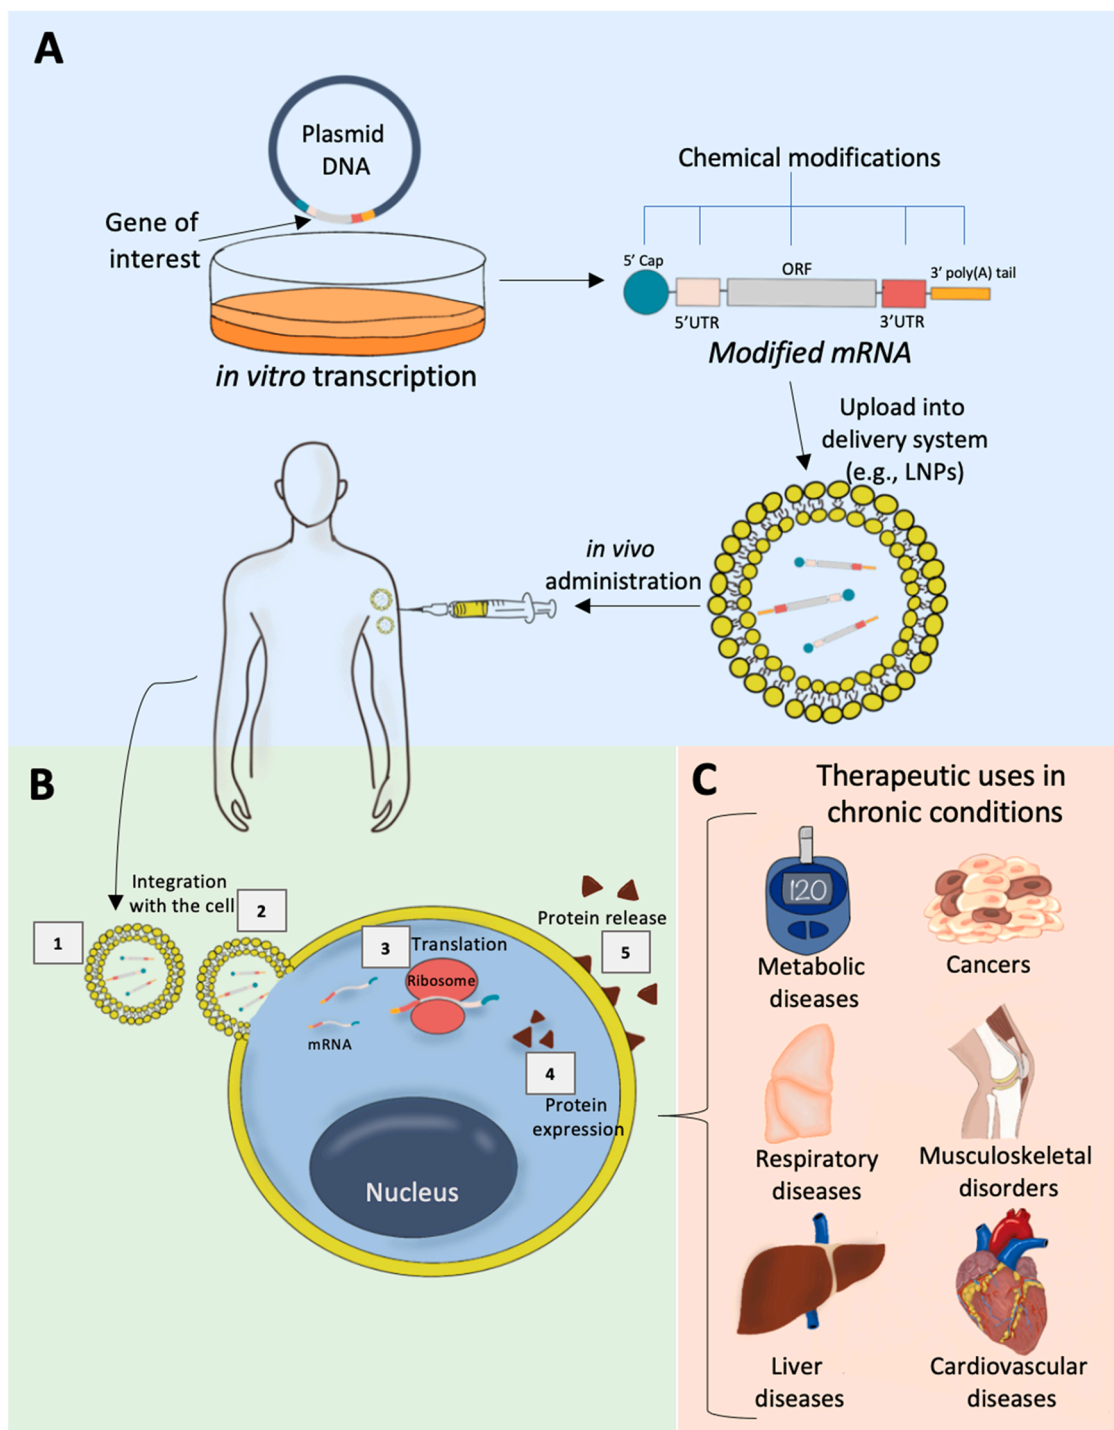 A
Plasmid
DNA
Gene of
interest
in vitro transcription
Chemical modifications
5' Cap
ORF
3' poly(A) tail
5'UTR
3'UTR
Modified mRNA
Upload into
delivery system
(e.g., LNPs)
in vivo
administration
B
Integration
with the cell
1
2
3
Translation
Ribosome
mRNA
4
Protein
expression
Protein release
5
Nucleus
C
Therapeutic uses in
chronic conditions
120
Metabolic
diseases
Cancers
Respiratory
diseases
Musculoskeletal
disorders
Liver
diseases
Cardiovascular
diseases